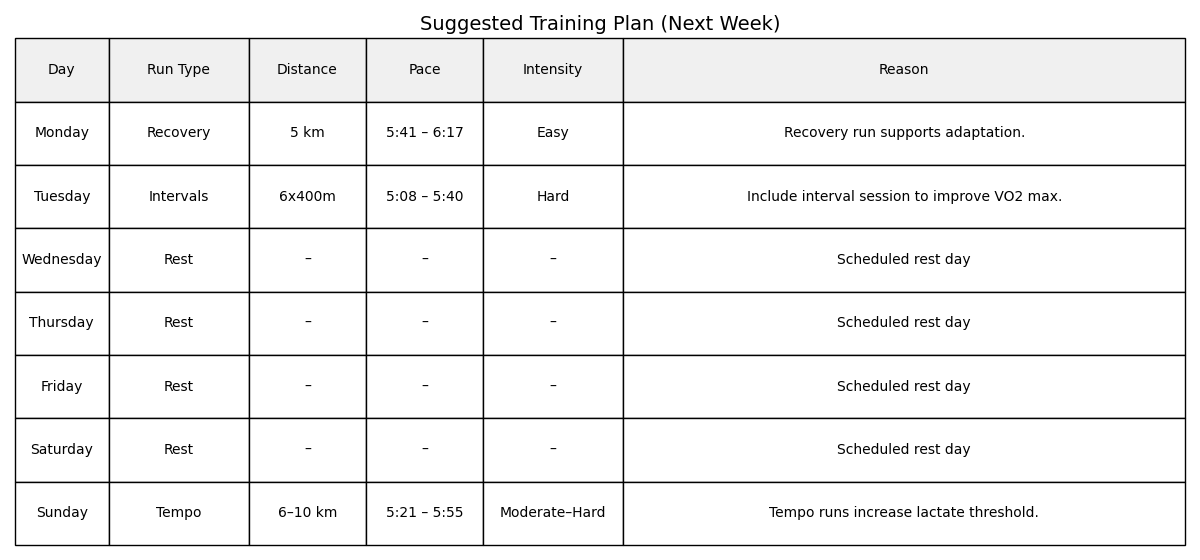 Suggested Training Plan (Next Week)
Day Run Type Distance Pace Intensity Reason
Monday Recovery 5 km 5:41 – 6:17 Easy Recovery run supports adaptation.
Tuesday Intervals 6x400m 5:08 – 5:40 Hard Include interval session to improve VO2 max.
Wednesday Rest – – – Scheduled rest day
Thursday Rest – – – Scheduled rest day
Friday Rest – – – Scheduled rest day
Saturday Rest – – – Scheduled rest day
Sunday Tempo 6–10 km 5:21 – 5:55 Moderate–Hard Tempo runs increase lactate threshold.